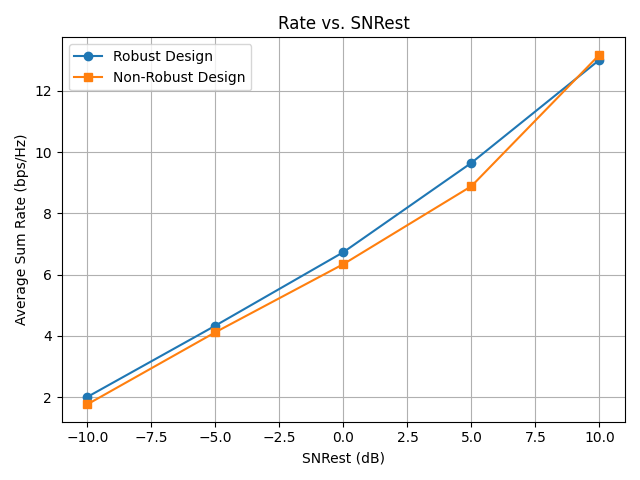 Rate vs. SNRest
Robust Design
Non-Robust Design
Average Sum Rate (bps/Hz)
12
10
8
6
4
2
−10.0 −7.5 −5.0 −2.5 0.0 2.5 5.0 7.5 10.0
SNRest (dB)